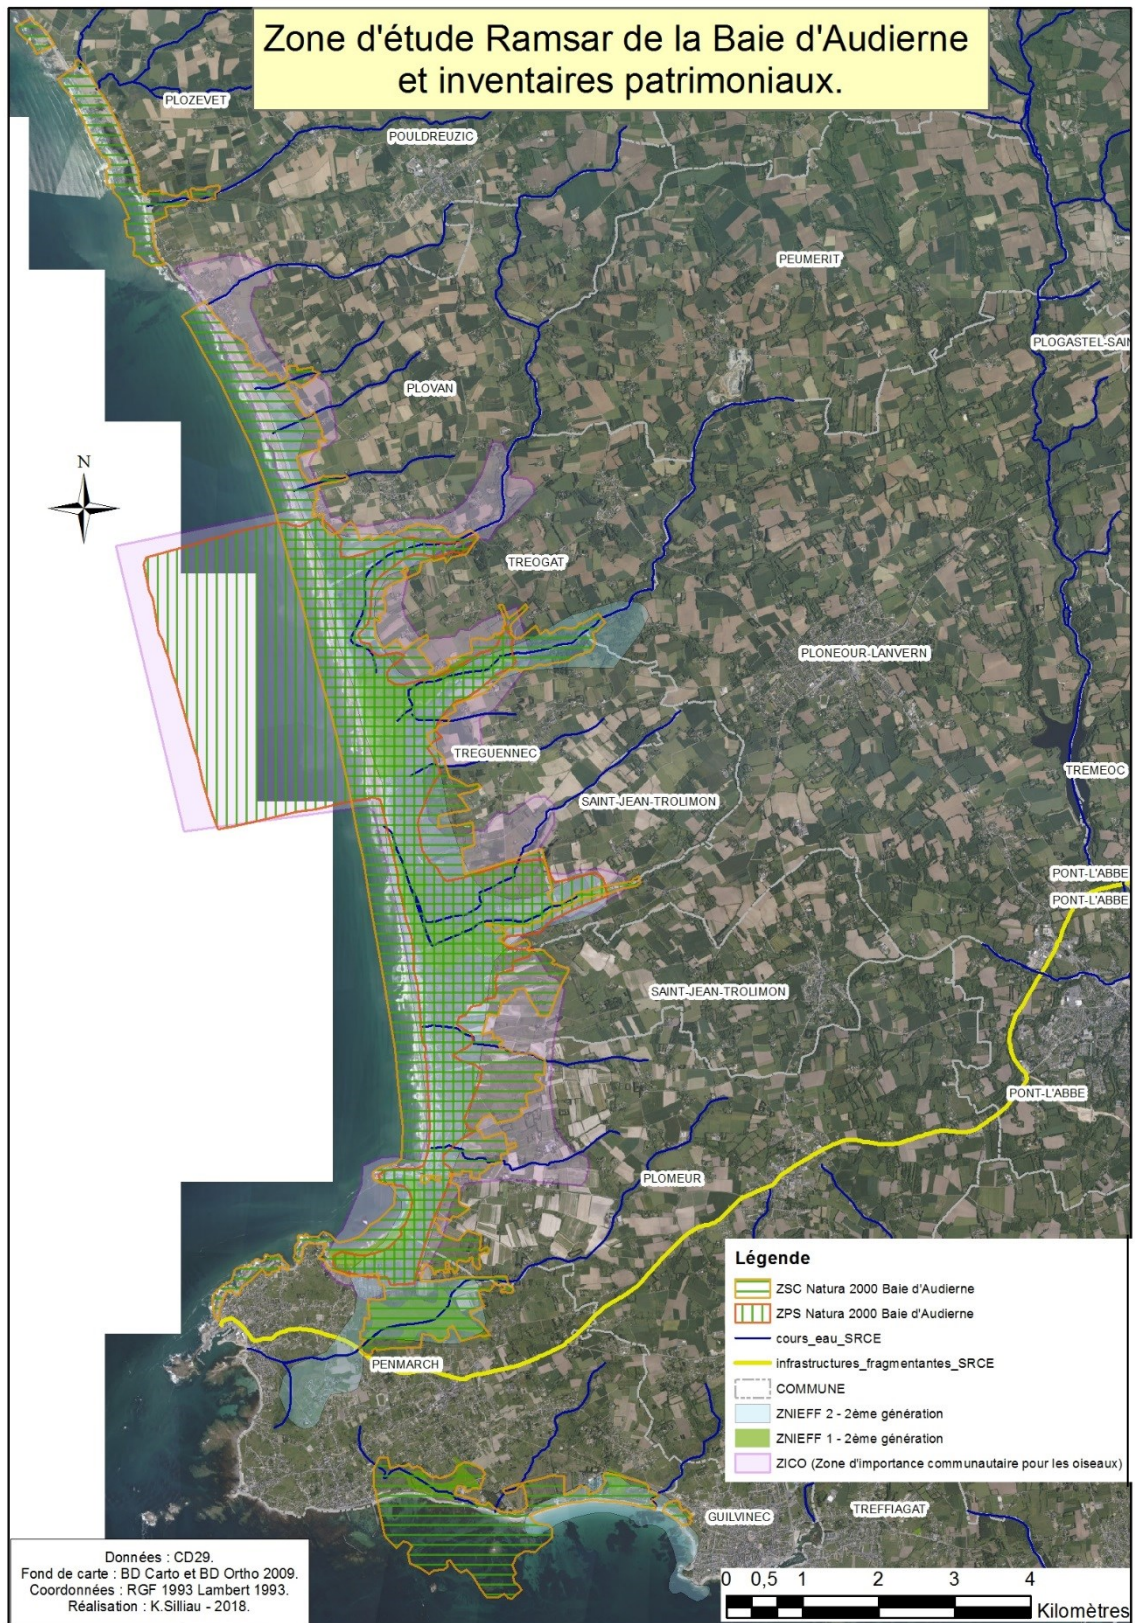 Zone d'étude Ramsar de la Baie d'Audierne
et inventaires patrimoniaux.
PLOZEVET
POULDREUZIC
PEUMERIT
PLOGASTEL-SAIN
PLOVAN
N
TREOGAT
PLONEOUR-LANVERN
TREGUENNEC
TREMEOC
SAINT-JEAN-TROLIMON
PONT-L'ABBE
PONT-L'ABBE
SAINT-JEAN-TROLIMON
PONT-L'ABBE
PLOMEUR
PENMARCH
Légende
ZSC Natura 2000 Baie d'Audierne
ZPS Natura 2000 Baie d'Audierne
cours_eau_SRCE
infrastructures_fragmentantes_SRCE
COMMUNE
ZNIEFF 2 - 2ème génération
ZNIEFF 1 - 2ème génération
ZICO (Zone d'importance communautaire pour les oiseaux)
GUILVINEC
TREFFIAGAT
Données : CD29.
Fond de carte : BD Carto et BD Ortho 2009.
Coordonnées : RGF 1993 Lambert 1993.
Réalisation : K.Silliau - 2018.
0 0,5 1 2 3 4
Kilomètres